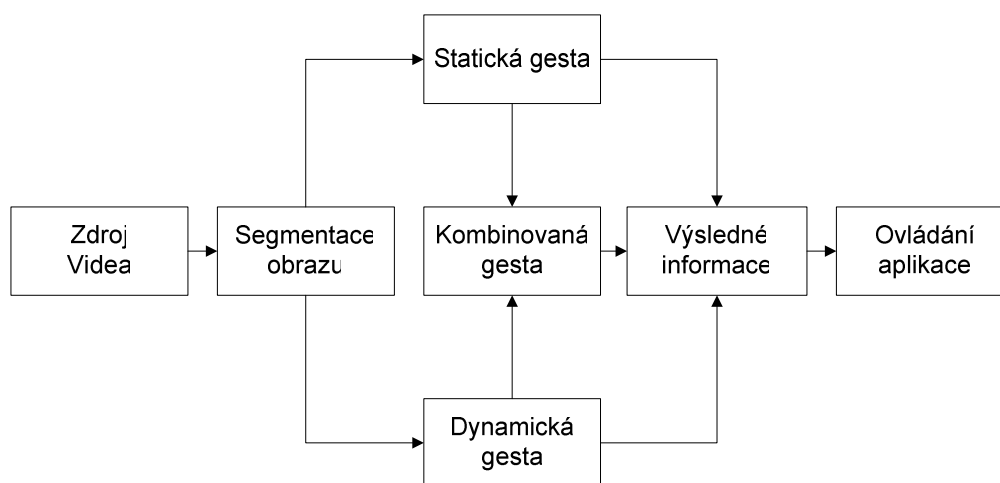 Statická gesta
Zdroj
Videa
Segmentace
obrazu
Kombinovaná
gesta
Výsledné
informace
Ovládání
aplikace
Dynamická
gesta